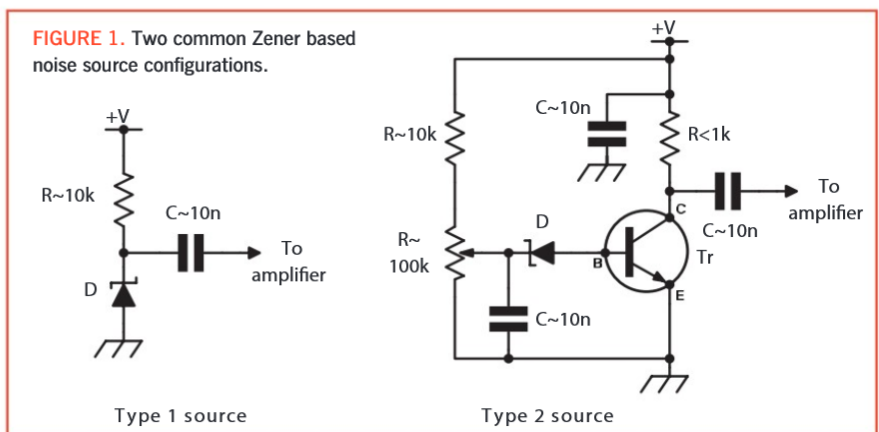 FIGURE 1. Two common Zener based
noise source configurations.
+V
R~10k
C~10n
To
amplifier
D
Type 1 source
+V
C~10n
R~10k
R<1k
To
amplifier
C
C~10n
D
R~
100k
B
Tr
E
C~10n
Type 2 source